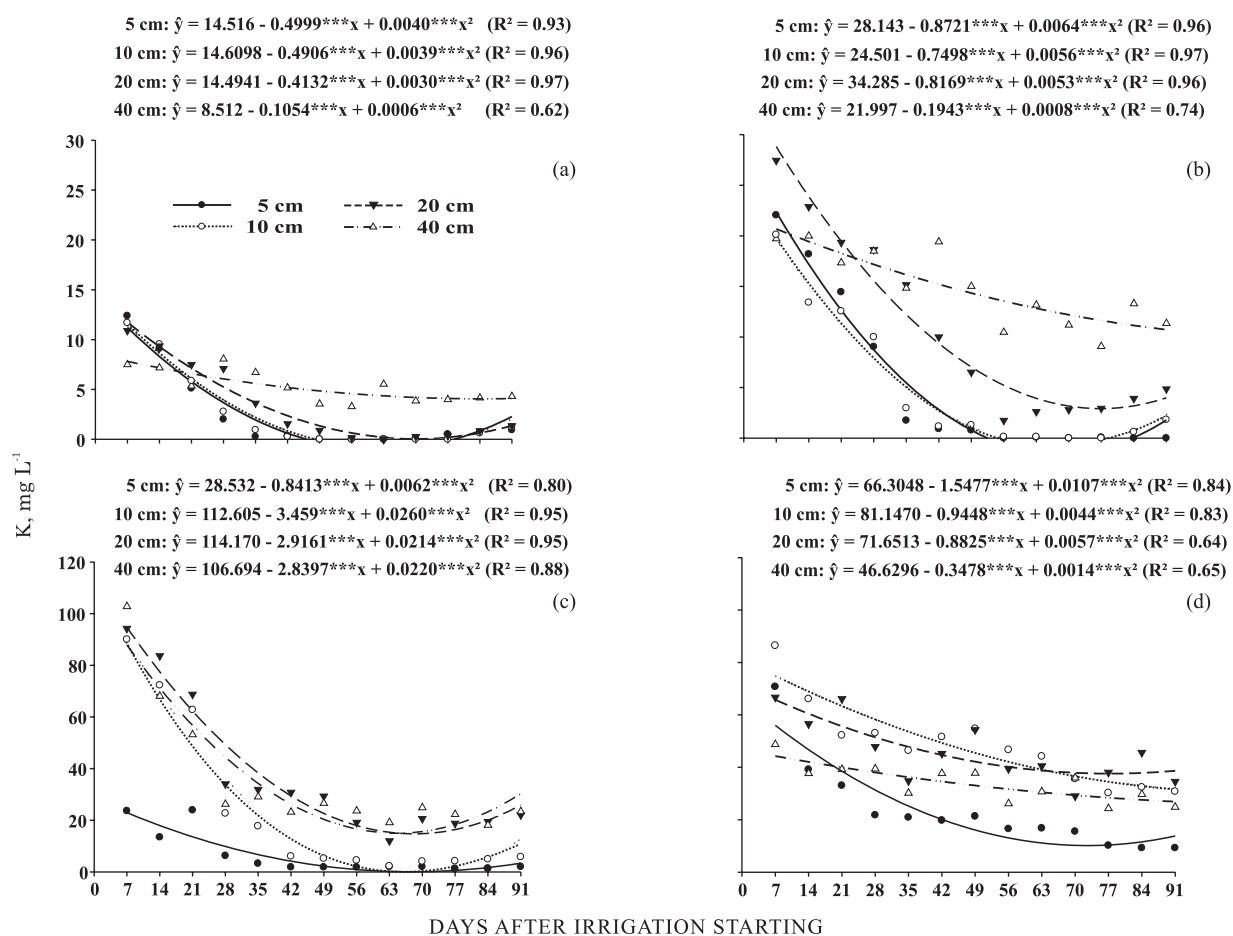 5 cm: ŷ = 14.516 - 0.4999***x + 0.0040***x² (R² = 0.93)
10 cm: ŷ = 14.6098 - 0.4906***x + 0.0039***x² (R² = 0.96)
20 cm: ŷ = 14.4941 - 0.4132***x + 0.0030***x² (R² = 0.97)
40 cm: ŷ = 8.512 - 0.1054***x + 0.0006***x² (R² = 0.62)
5 cm: ŷ = 28.143 - 0.8721***x + 0.0064***x² (R² = 0.96)
10 cm: ŷ = 24.501 - 0.7498***x + 0.0056***x² (R² = 0.97)
20 cm: ŷ = 34.285 - 0.8169***x + 0.0053***x² (R² = 0.96)
40 cm: ŷ = 21.997 - 0.1943***x + 0.0008***x² (R² = 0.74)
30
25
20
15
10
5
0
(a)
5 cm
20 cm
10 cm
40 cm
(b)
K, mg L⁻¹
5 cm: ŷ = 28.532 - 0.8413***x + 0.0062***x² (R² = 0.80)
10 cm: ŷ = 112.605 - 3.459***x + 0.0260***x² (R² = 0.95)
20 cm: ŷ = 114.170 - 2.9161***x + 0.0214***x² (R² = 0.95)
40 cm: ŷ = 106.694 - 2.8397***x + 0.0220***x² (R² = 0.88)
5 cm: ŷ = 66.3048 - 1.5477***x + 0.0107***x² (R² = 0.84)
10 cm: ŷ = 81.1470 - 0.9448***x + 0.0044***x² (R² = 0.83)
20 cm: ŷ = 71.6513 - 0.8825***x + 0.0057***x² (R² = 0.64)
40 cm: ŷ = 46.6296 - 0.3478***x + 0.0014***x² (R² = 0.65)
120
100
80
60
40
20
0
(c)
(d)
0 7 14 21 28 35 42 49 56 63 70 77 84 91
0 7 14 21 28 35 42 49 56 63 70 77 84 91
DAYS AFTER IRRIGATION STARTING